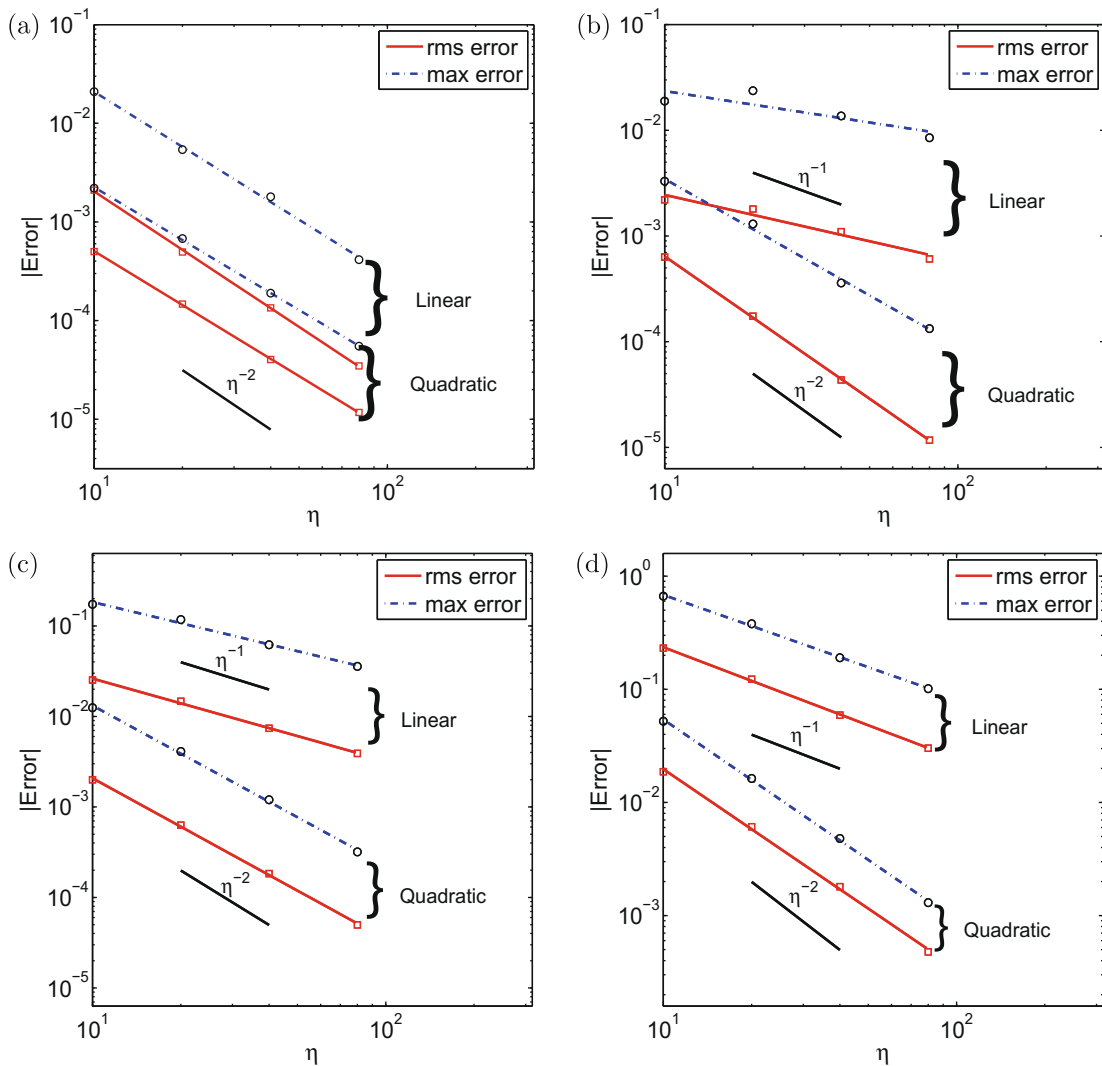 (a)
10^{-1}
10^{-2}
10^{-3}
10^{-4}
10^{-5}
|Error|
rms error
max error
Linear
Quadratic
η^{-2}
10^{1}
10^{2}
η
(b)
10^{-1}
10^{-2}
10^{-3}
10^{-4}
10^{-5}
|Error|
rms error
max error
η^{-1}
Linear
η^{-2}
Quadratic
10^{1}
10^{2}
η
(c)
10^{-1}
10^{-2}
10^{-3}
10^{-4}
10^{-5}
|Error|
rms error
max error
η^{-1}
Linear
η^{-2}
Quadratic
10^{1}
10^{2}
η
(d)
10^{0}
10^{-1}
10^{-2}
10^{-3}
|Error|
rms error
max error
η^{-1}
Linear
η^{-2}
Quadratic
10^{1}
10^{2}
η